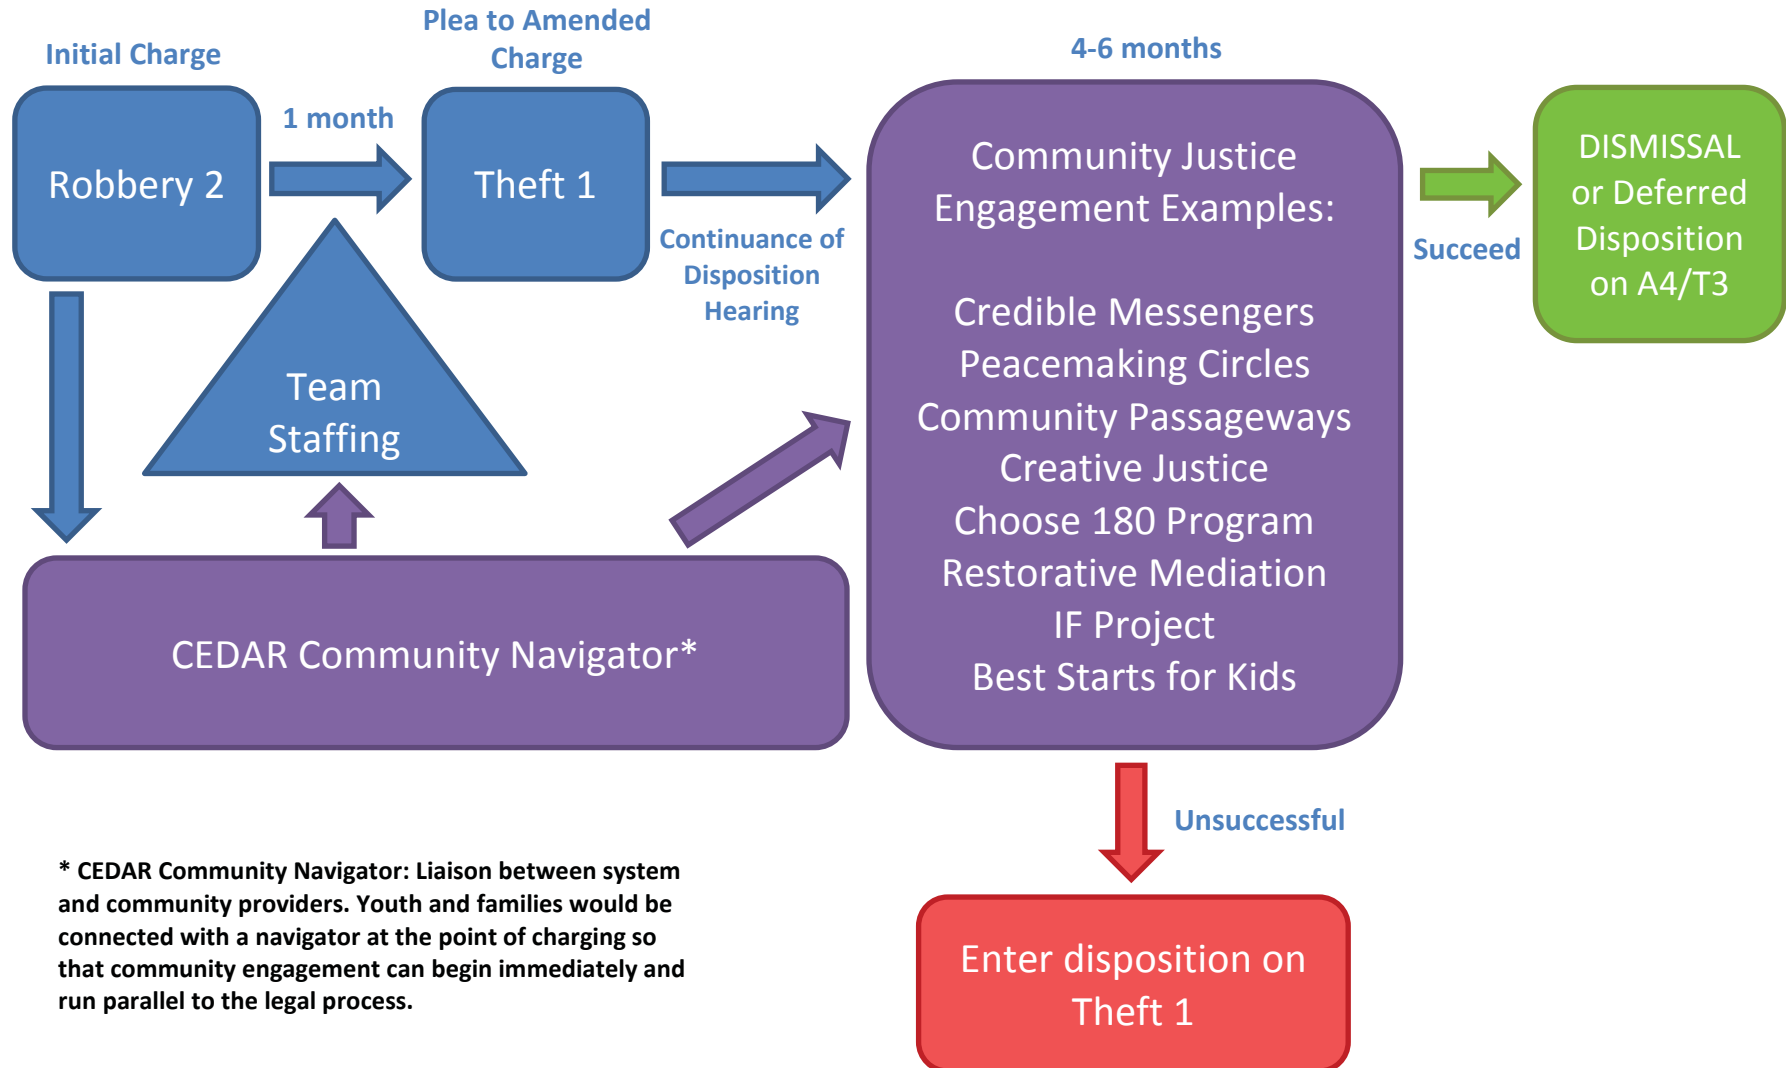 Initial Charge
Robbery 2
1 month
Plea to Amended
Charge
Theft 1
Team
Staffing
Continuance of
Disposition
Hearing
CEDAR Community Navigator*
4-6 months
Community Justice
Engagement Examples:
Credible Messengers
Peacemaking Circles
Community Passageways
Creative Justice
Choose 180 Program
Restorative Mediation
IF Project
Best Starts for Kids
Succeed
DISMISSAL
or Deferred
Disposition
on A4/T3
Unsuccessful
Enter disposition on
Theft 1
* CEDAR Community Navigator: Liaison between system
and community providers. Youth and families would be
connected with a navigator at the point of charging so
that community engagement can begin immediately and
run parallel to the legal process.